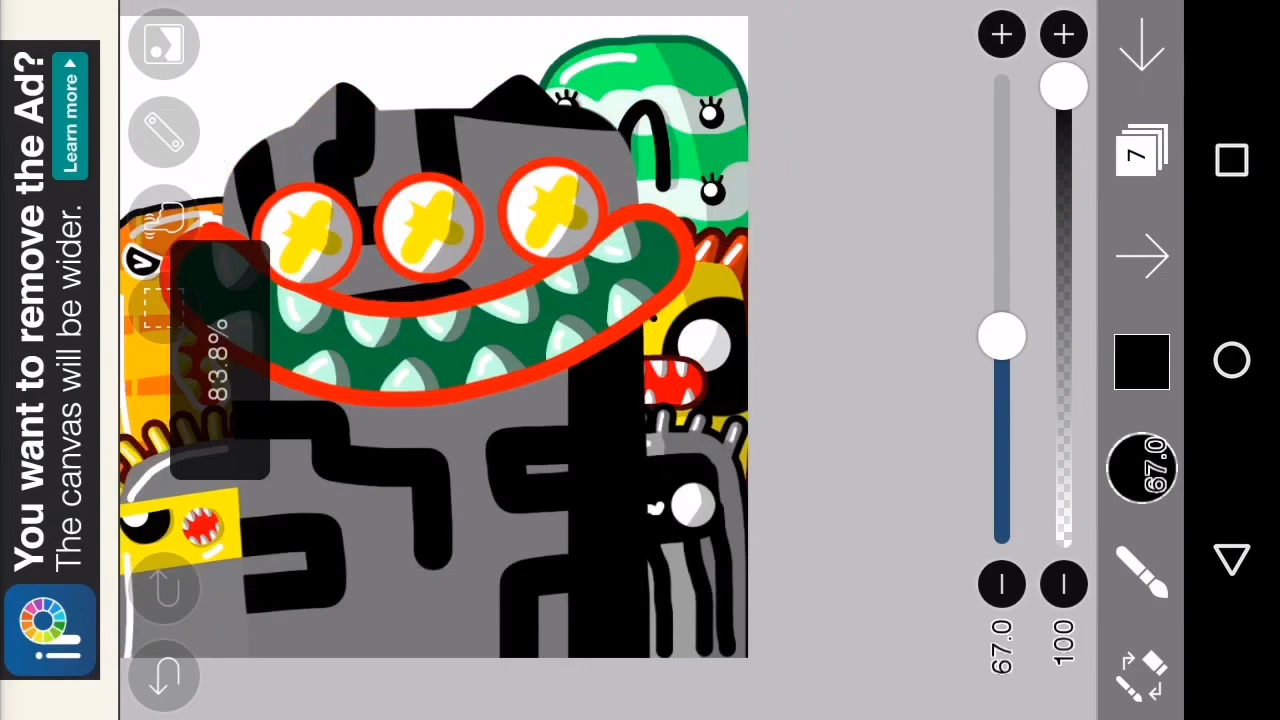 You want to remove the Ad?
The canvas will be wider.
Learn more ▶
ip
83.8%
67.0
100
7
67.0